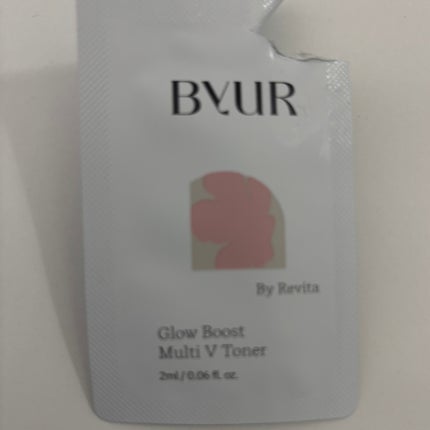 BYUR
By Revita
Glow Boost
Multi V Toner
2ml / 0.06 fl. oz.